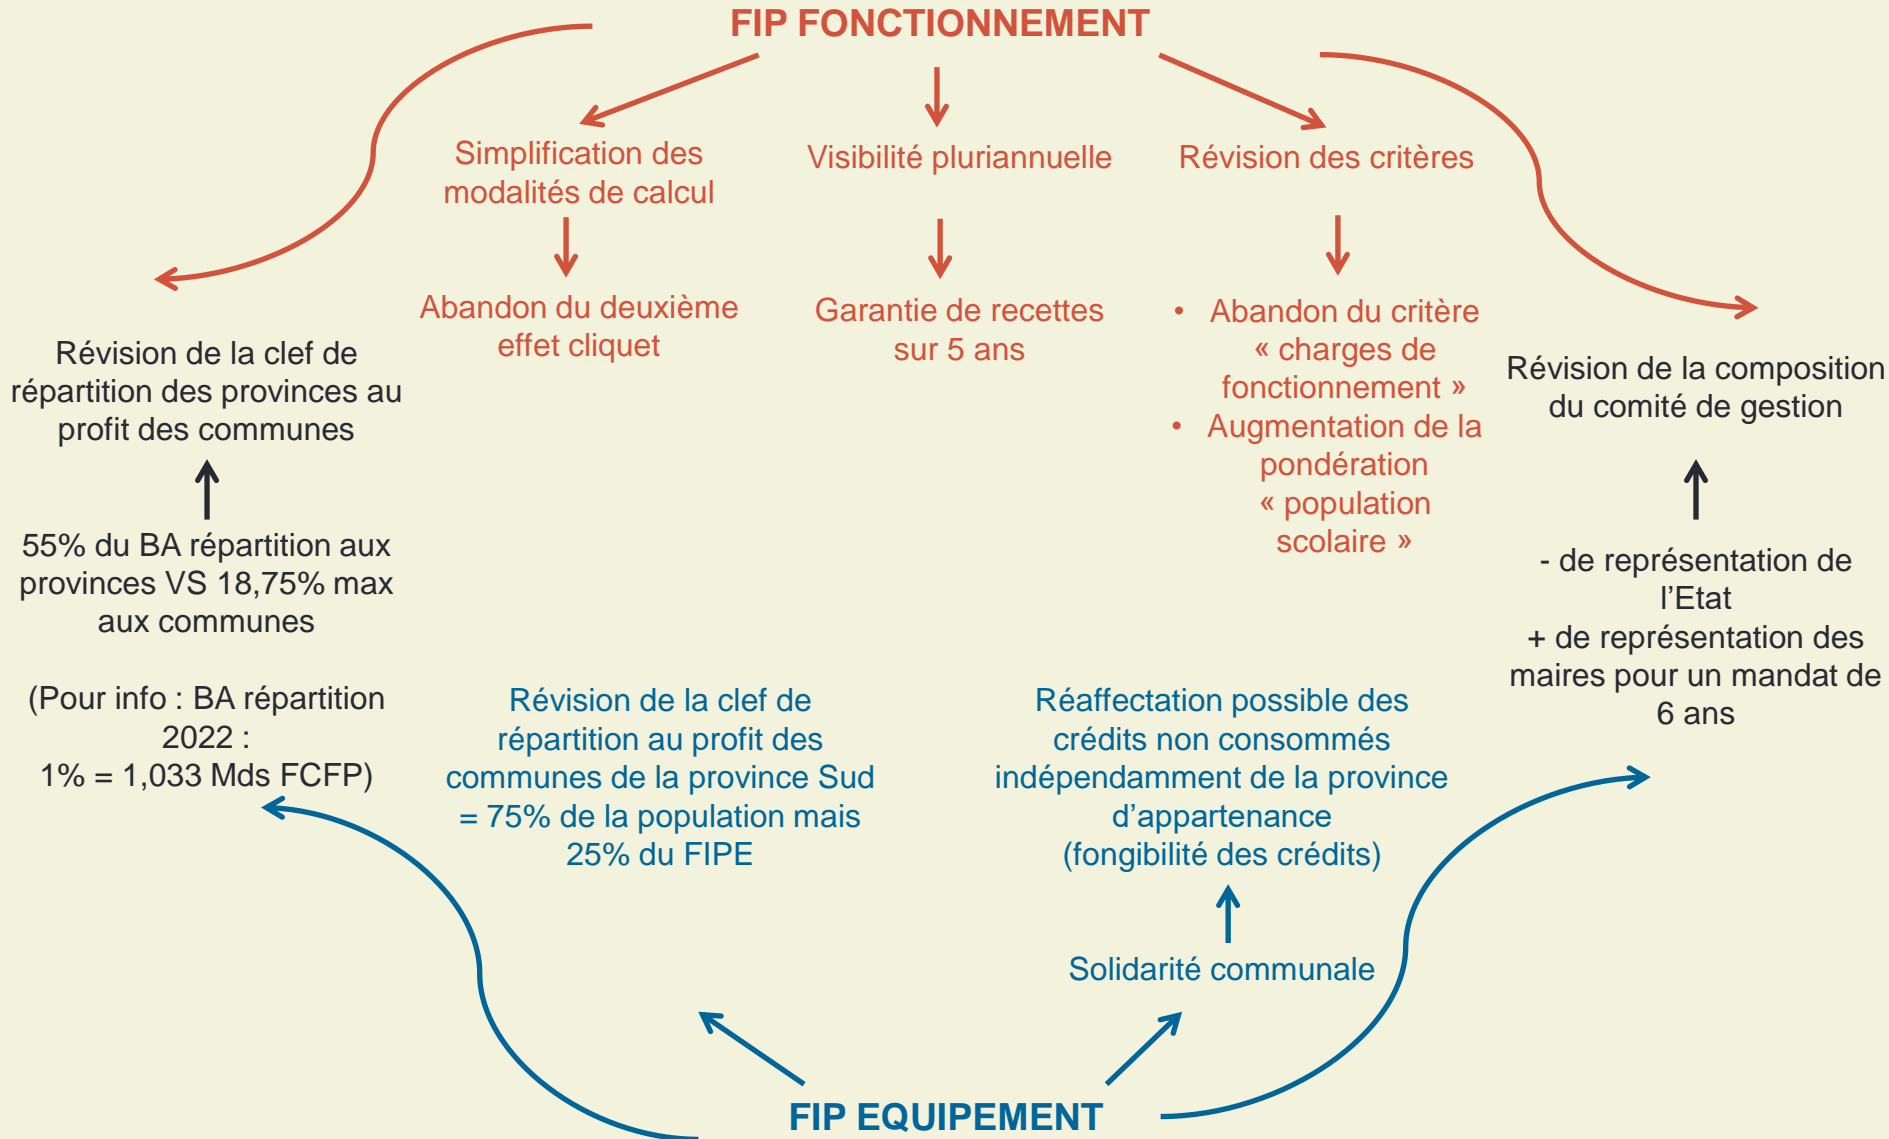 FIP FONCTIONNEMENT
Simplification des
modalités de calcul
Visibilité pluriannuelle
Révision des critères
Abandon du deuxième
effet cliquet
Garantie de recettes
sur 5 ans
• Abandon du critère
« charges de
fonctionnement »
• Augmentation de la
pondération
« population
scolaire »
Révision de la clef de
répartition des provinces au
profit des communes
55% du BA répartition aux
provinces VS 18,75% max
aux communes
(Pour info : BA répartition
2022 :
1% = 1,033 Mds FCFP)
Révision de la composition
du comité de gestion
- de représentation de
l’Etat
+ de représentation des
maires pour un mandat de
6 ans
Révision de la clef de
répartition au profit des
communes de la province Sud
= 75% de la population mais
25% du FIPE
Réaffectation possible des
crédits non consommés
indépendamment de la province
d’appartenance
(fongibilité des crédits)
Solidarité communale
FIP EQUIPEMENT